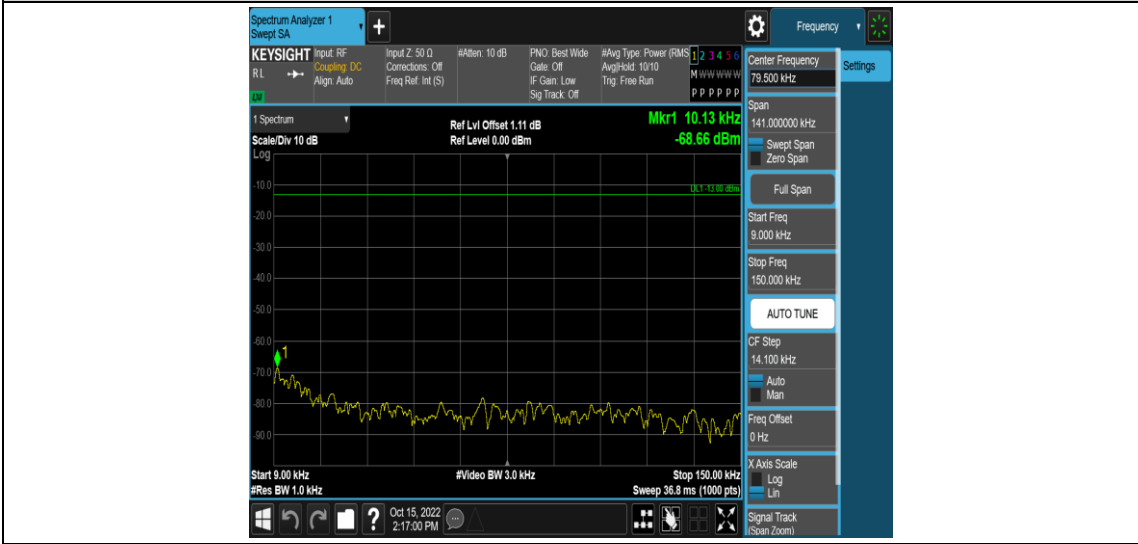 Spectrum Analyzer 1
Swept SA
+
Frequency
KEYSIGHT
RL
Input: RF
Coupling: DC
Align: Auto
Input Z: 50 Ω
Corrections: Off
Freq Ref: Int (S)
#Atten: 10 dB
PNO: Best Wide
Gate: Off
IF Gain: Low
Sig Track: Off
#Avg Type: Power (RMS
Avg|Hold: 10/10
Trig: Free Run
1 2 3 4 5 6
M W W W W W
P P P P P P
1 Spectrum
Scale/Div 10 dB
Ref Lvl Offset 1.11 dB
Ref Level 0.00 dBm
Mkr1 10.13 kHz
-68.66 dBm
Log
DL1 -13.00 dBm
-10.0
-20.0
-30.0
-40.0
-50.0
-60.0
-70.0
-80.0
-90.0
1
Start 9.00 kHz
#Res BW 1.0 kHz
#Video BW 3.0 kHz
Stop 150.00 kHz
Sweep 36.8 ms (1000 pts)
?
Oct 15, 2022
2:17:00 PM
Center Frequency
79.500 kHz
Settings
Span
141.000000 kHz
Swept Span
Zero Span
Full Span
Start Freq
9.000 kHz
Stop Freq
150.000 kHz
AUTO TUNE
CF Step
14.100 kHz
Auto
Man
Freq Offset
0 Hz
X Axis Scale
Log
Lin
Signal Track
(Span Zoom)